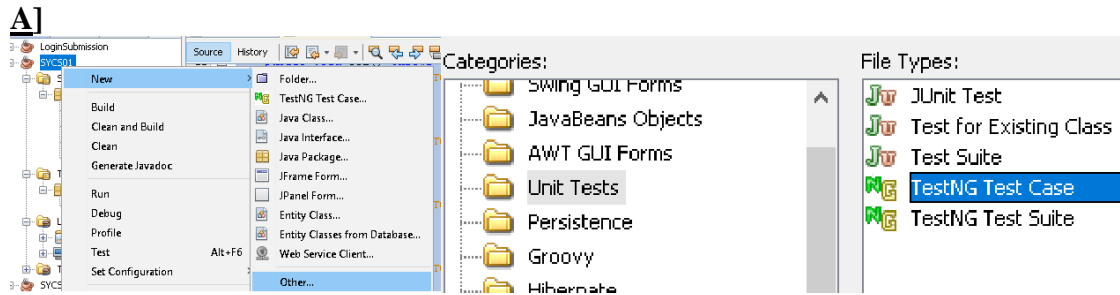 A]
LoginSubmission
SYCS01
Source History
New
Build
Clean and Build
Clean
Generate Javadoc
Run
Debug
Profile
Test Alt+F6
Set Configuration
Folder...
TestNG Test Case...
Java Class...
Java Interface...
Java Package...
JFrame Form...
JPanel Form...
Entity Class...
Entity Classes from Database...
Web Service Client...
Other...
Categories:
Swing GUI Forms
JavaBeans Objects
AWT GUI Forms
Unit Tests
Persistence
Groovy
Hibernate
File Types:
JUnit Test
Test for Existing Class
Test Suite
TestNG Test Case
TestNG Test Suite